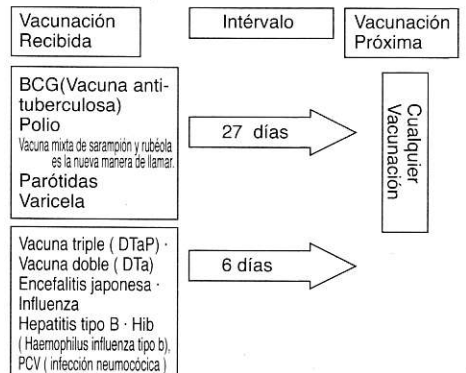 Vacunación
Recibida
Intérvalo
Vacunación
Próxima
BCG(Vacuna anti-
tuberculosa)
Polio
Vacuna mixta de sarampión y rubéola
es la nueva manera de llamar.
Parótidas
Varicela
27 días
Cualquier
Vacunación
Vacuna triple ( DTaP) ·
Vacuna doble ( DTa)
Encefalitis japonesa ·
Influenza
Hepatitis tipo B · Hib
( Haemophilus influenza tipo b),
PCV ( infección neumocócica )
6 días